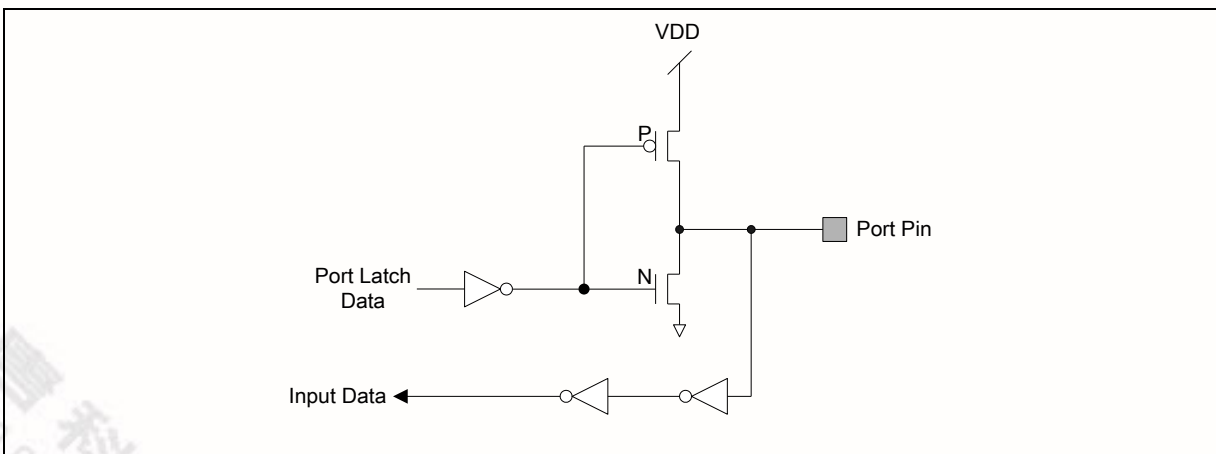 VDD
P
Port Pin
N
Port Latch
Data
Input Data